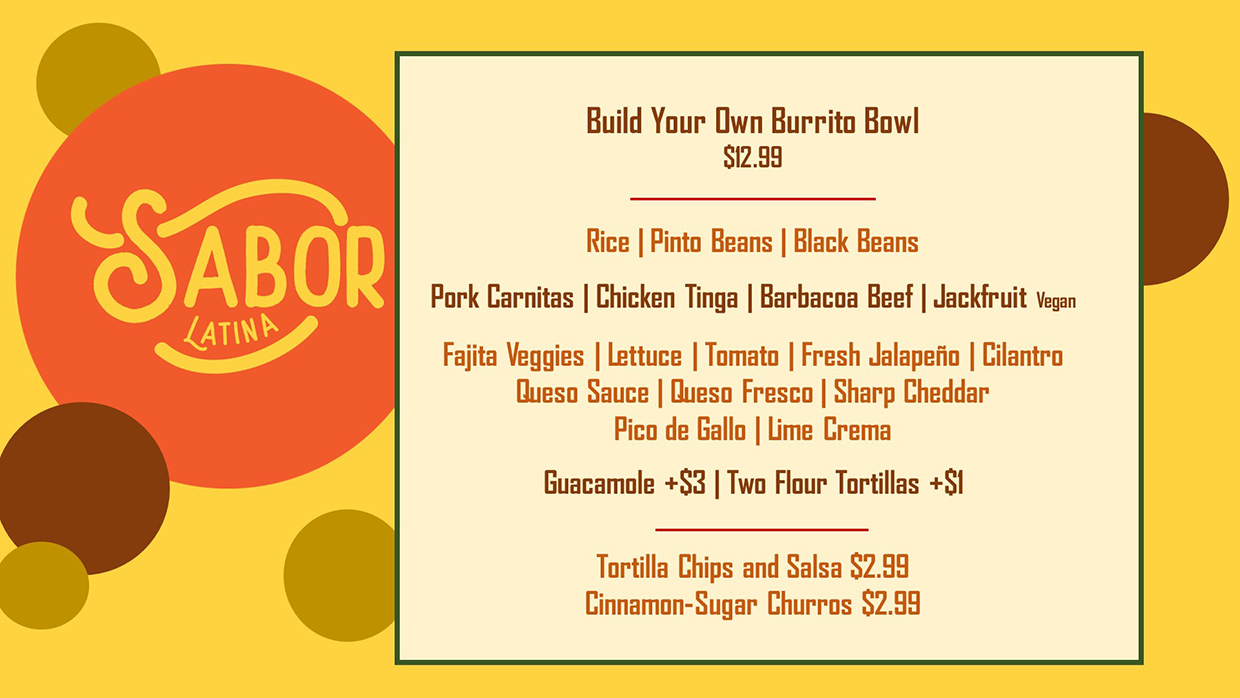 SABOR
LATINA
Build Your Own Burrito Bowl
$12.99
Rice | Pinto Beans | Black Beans
Pork Carnitas | Chicken Tinga | Barbacoa Beef | Jackfruit Vegan
Fajita Veggies | Lettuce | Tomato | Fresh Jalapeño | Cilantro
Queso Sauce | Queso Fresco | Sharp Cheddar
Pico de Gallo | Lime Crema
Guacamole +$3 | Two Flour Tortillas +$1
Tortilla Chips and Salsa $2.99
Cinnamon-Sugar Churros $2.99